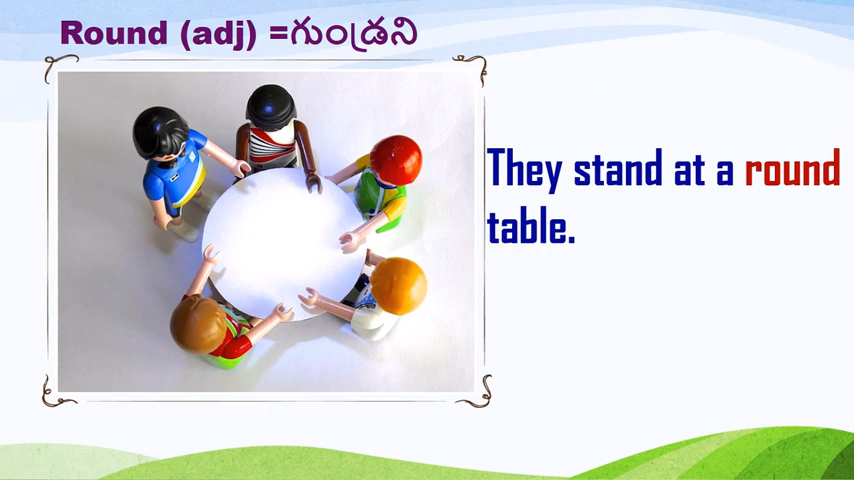 Round (adj) =గుండ్రని
They stand at a round
table.